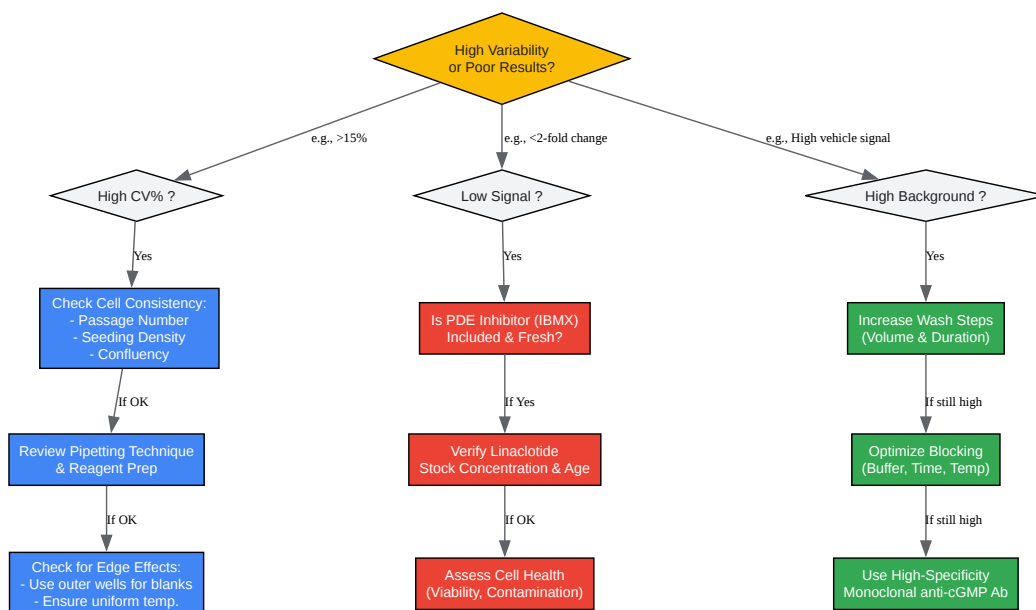 High Variability
or Poor Results?
e.g., >15%
e.g., <2-fold change
e.g., High vehicle signal
High CV% ?
Low Signal ?
High Background ?
Yes
Yes
Yes
Check Cell Consistency:
- Passage Number
- Seeding Density
- Confluency
Is PDE Inhibitor (IBMX)
Included & Fresh?
Increase Wash Steps
(Volume & Duration)
If OK
If Yes
If still high
Review Pipetting Technique
& Reagent Prep
Verify Linaclotide
Stock Concentration & Age
Optimize Blocking
(Buffer, Time, Temp)
If OK
If OK
If still high
Check for Edge Effects:
- Use outer wells for blanks
- Ensure uniform temp.
Assess Cell Health
(Viability, Contamination)
Use High-Specificity
Monoclonal anti-cGMP Ab